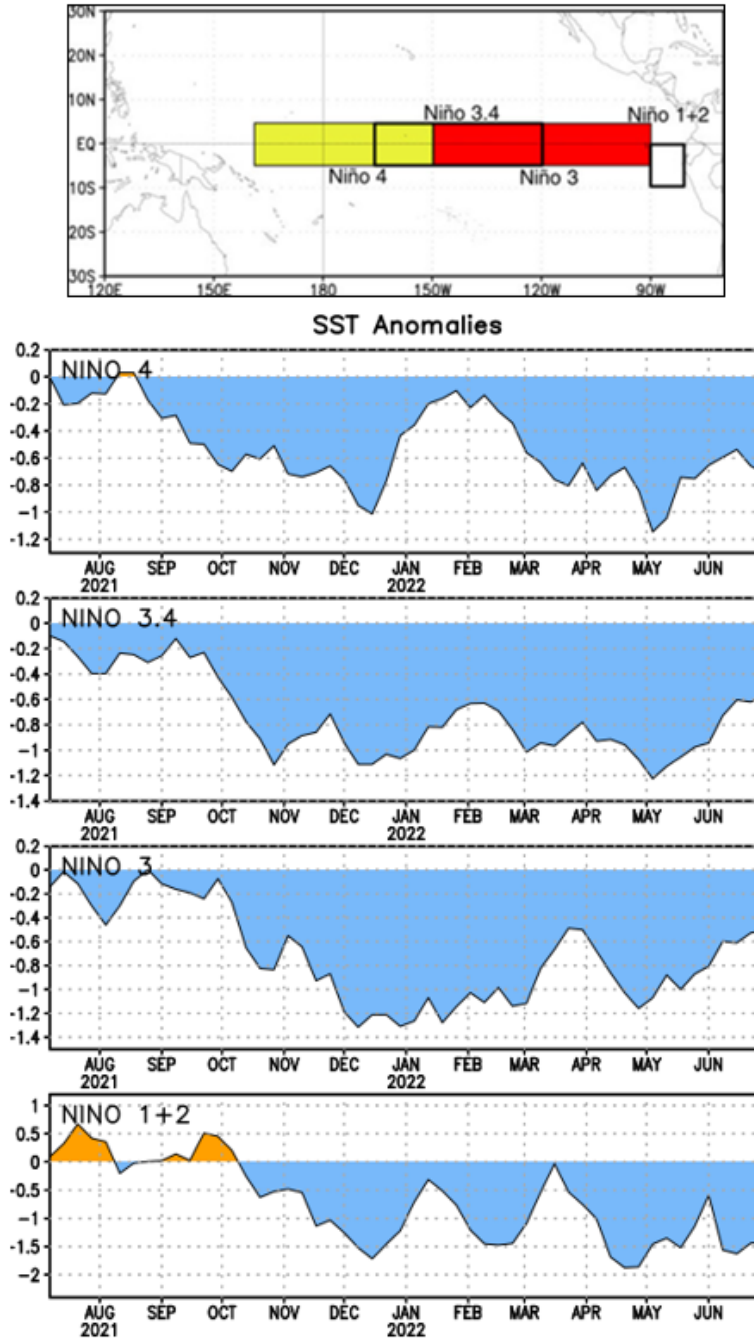 30N
20N
10N
EQ
10S
20S
30S
Niño 3.4
Niño 1+2
Niño 4
Niño 3
120E 150E 180 150W 120W 90W
SST Anomalies
NINO 4
0.2
0
-0.2
-0.4
-0.6
-0.8
-1
-1.2
AUG SEP OCT NOV DEC JAN FEB MAR APR MAY JUN
2021 2022
NINO 3.4
0.2
0
-0.2
-0.4
-0.6
-0.8
-1
-1.2
-1.4
AUG SEP OCT NOV DEC JAN FEB MAR APR MAY JUN
2021 2022
NINO 3
0.2
0
-0.2
-0.4
-0.6
-0.8
-1
-1.2
-1.4
AUG SEP OCT NOV DEC JAN FEB MAR APR MAY JUN
2021 2022
NINO 1+2
1
0.5
0
-0.5
-1
-1.5
-2
AUG SEP OCT NOV DEC JAN FEB MAR APR MAY JUN
2021 2022